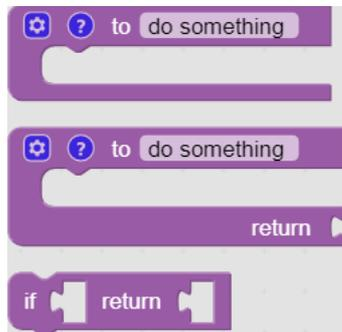 ? to do something
? to do something
return
if return